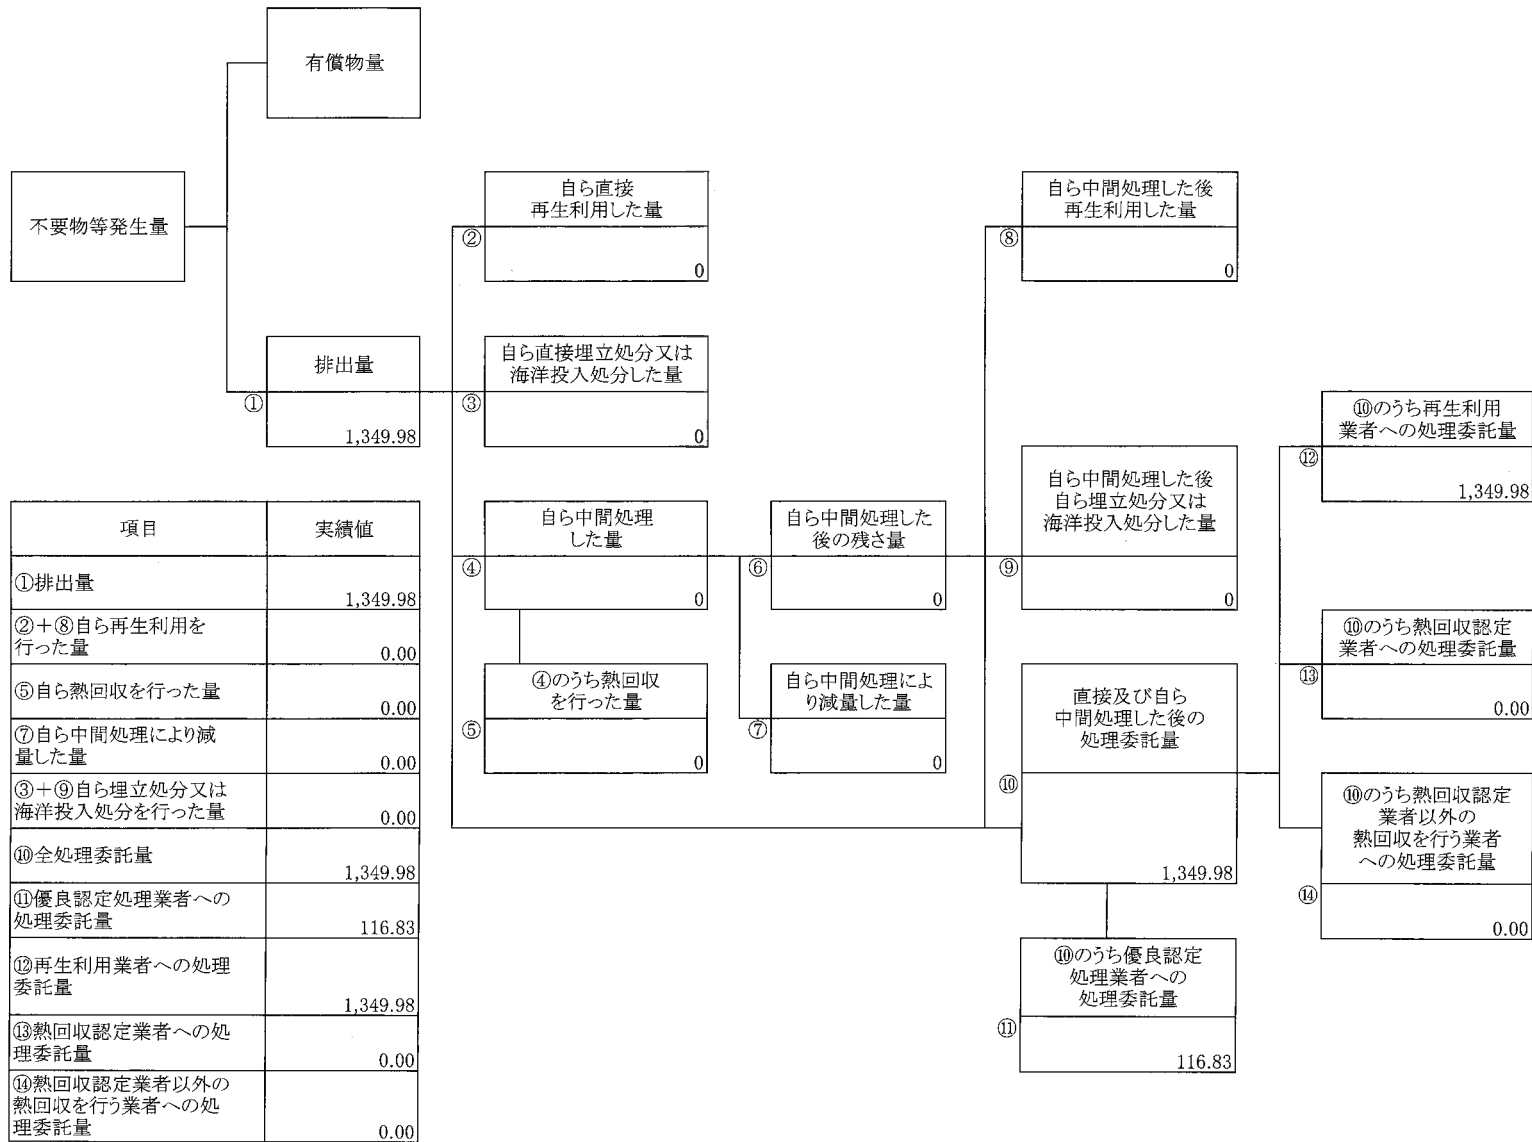 有償物量
不要物等発生量
排出量
①
1,349.98
自ら直接
再生利用した量
②
0
自ら直接埋立処分又は
海洋投入処分した量
③
0
自ら中間処理
した量
④
0
④のうち熱回収
を行った量
⑤
0
自ら中間処理した
後の残さ量
⑥
0
自ら中間処理によ
り減量した量
⑦
0
自ら中間処理した後
再生利用した量
⑧
0
自ら中間処理した後
自ら埋立処分又は
海洋投入処分した量
⑨
0
直接及び自ら
中間処理した後の
処理委託量
⑩
1,349.98
⑩のうち優良認定
処理業者への
処理委託量
⑪
116.83
⑩のうち再生利用
業者への処理委託量
⑫
1,349.98
⑩のうち熱回収認定
業者への処理委託量
⑬
0.00
⑩のうち熱回収認定
業者以外の
熱回収を行う業者
への処理委託量
⑭
0.00
項目 実績値
①排出量
1,349.98
②+⑧自ら再生利用を
行った量
0.00
⑤自ら熱回収を行った量
0.00
⑦自ら中間処理により減
量した量
0.00
③+⑨自ら埋立処分又は
海洋投入処分を行った量
0.00
⑩全処理委託量
1,349.98
⑪優良認定処理業者への
処理委託量
116.83
⑫再生利用業者への処理
委託量
1,349.98
⑬熱回収認定業者への処
理委託量
0.00
⑭熱回収認定業者以外の
熱回収を行う業者への処
理委託量
0.00